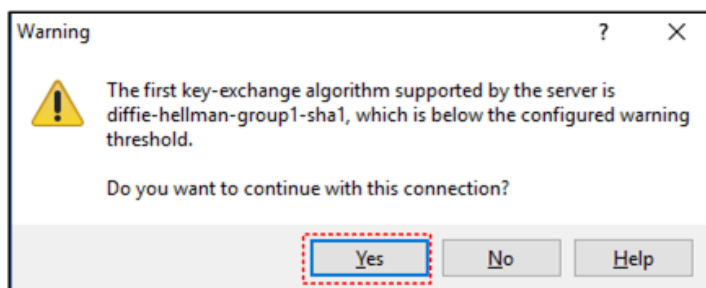 Warning
?
The first key-exchange algorithm supported by the server is
diffie-hellman-group1-sha1, which is below the configured warning
threshold.
Do you want to continue with this connection?
Yes No Help